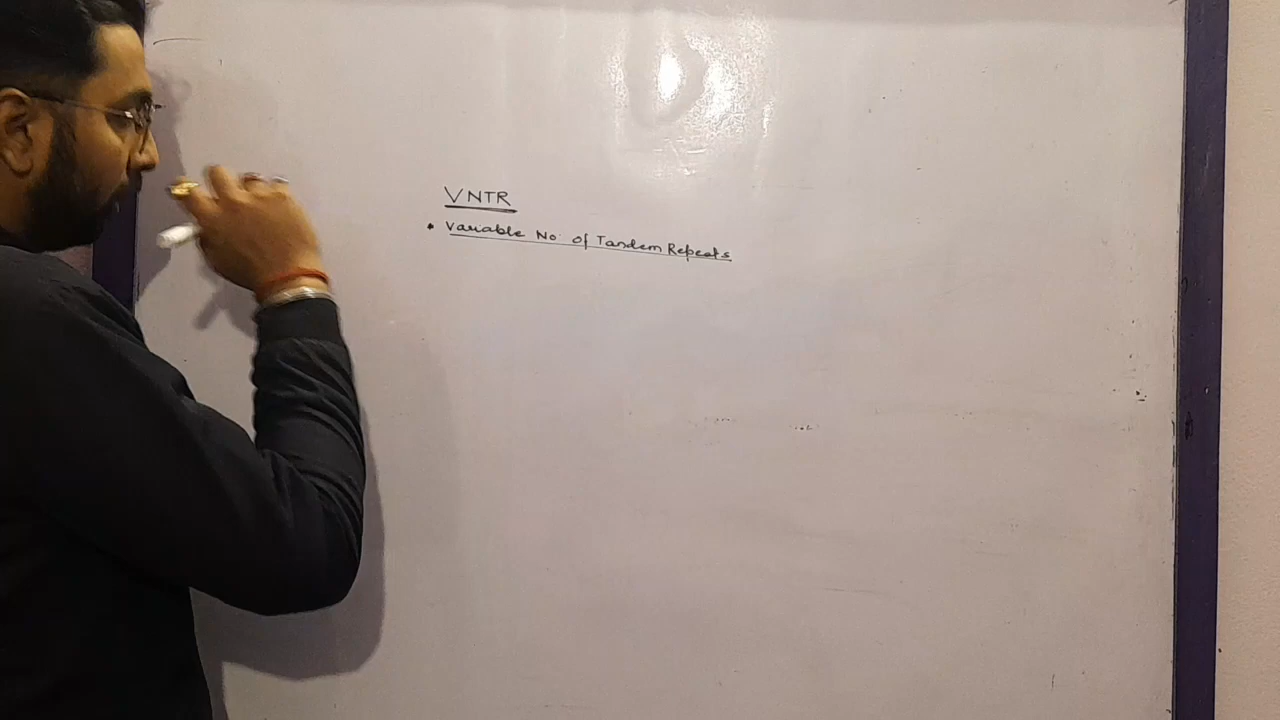 VNTR
• Variable No. of Tandem Repeats